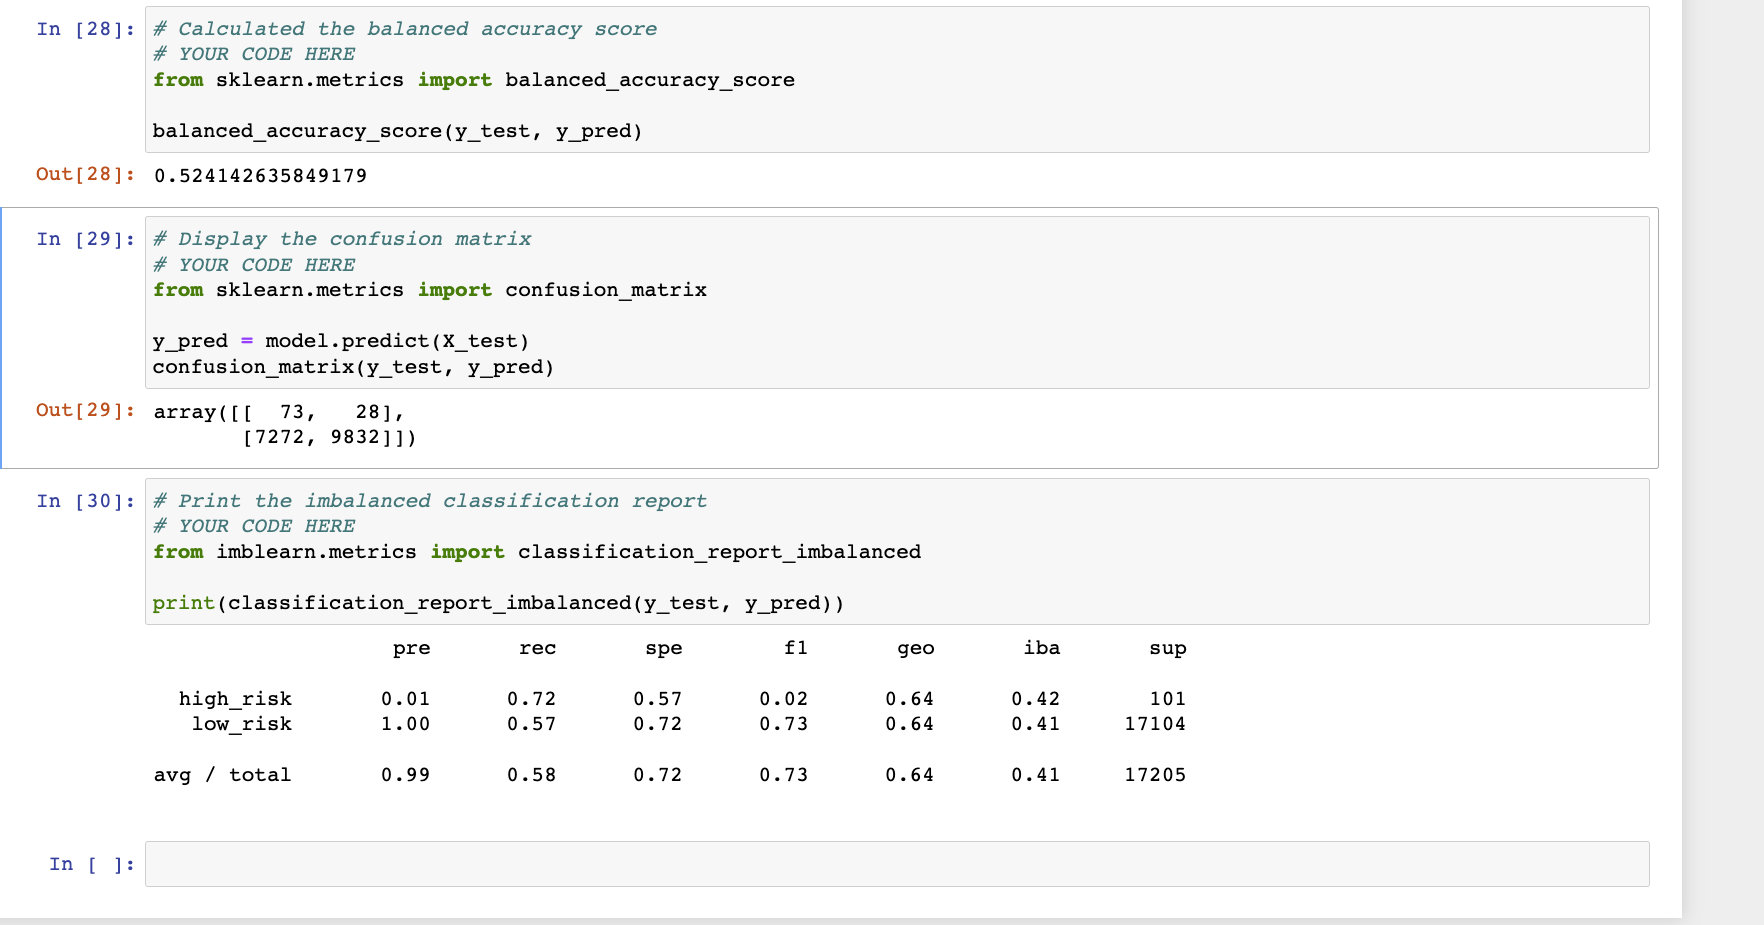 In [28]: # Calculated the balanced accuracy score
# YOUR CODE HERE
from sklearn.metrics import balanced_accuracy_score
balanced_accuracy_score(y_test, y_pred)
Out[28]: 0.524142635849179
In [29]: # Display the confusion matrix
# YOUR CODE HERE
from sklearn.metrics import confusion_matrix
y_pred = model.predict(X_test)
confusion_matrix(y_test, y_pred)
Out[29]: array([[  73,   28],
       [7272, 9832]])
In [30]: # Print the imbalanced classification report
# YOUR CODE HERE
from imblearn.metrics import classification_report_imbalanced
print(classification_report_imbalanced(y_test, y_pred))
pre rec spe f1 geo iba sup
high_risk 0.01 0.72 0.57 0.02 0.64 0.42 101
low_risk 1.00 0.57 0.72 0.73 0.64 0.41 17104
avg / total 0.99 0.58 0.72 0.73 0.64 0.41 17205
In [ ]: